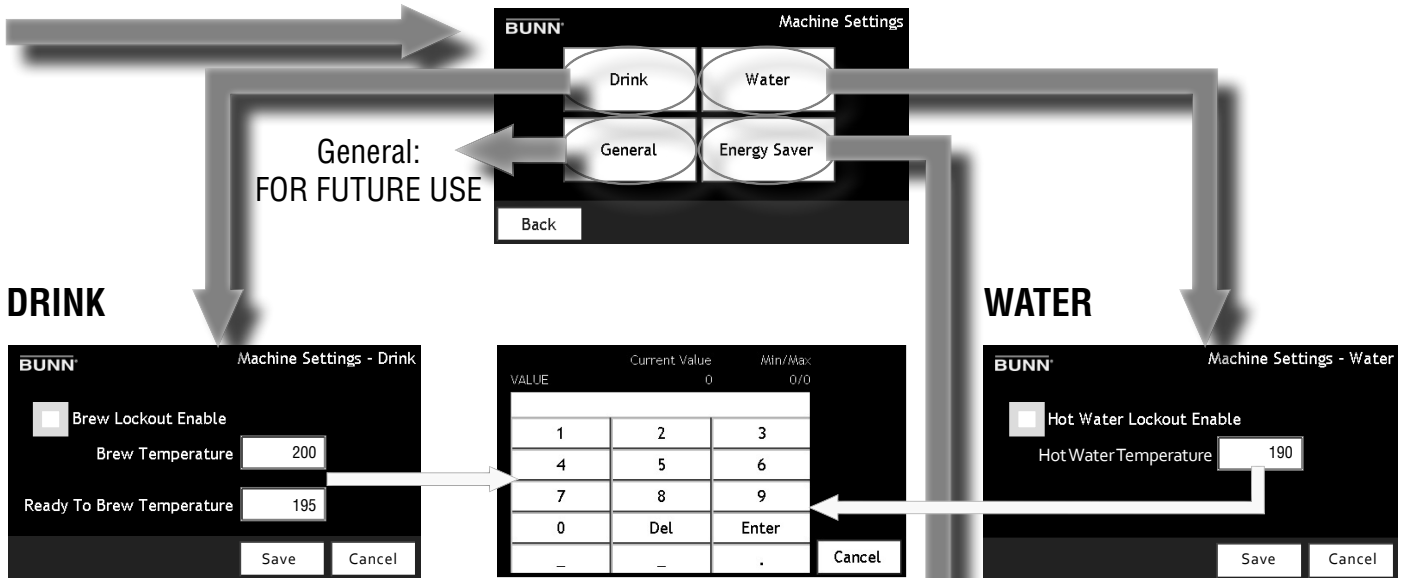 BUNN
Machine Settings
Drink
Water
General
Energy Saver
Back
General:
FOR FUTURE USE
DRINK
BUNN
Machine Settings - Drink
Brew Lockout Enable
Brew Temperature 200
Ready To Brew Temperature 195
Save Cancel
Current Value Min/Max
VALUE 0 0/0
1 2 3
4 5 6
7 8 9
0 Del Enter
_ _ .
Cancel
WATER
BUNN
Machine Settings - Water
Hot Water Lockout Enable
Hot Water Temperature 190
Save Cancel